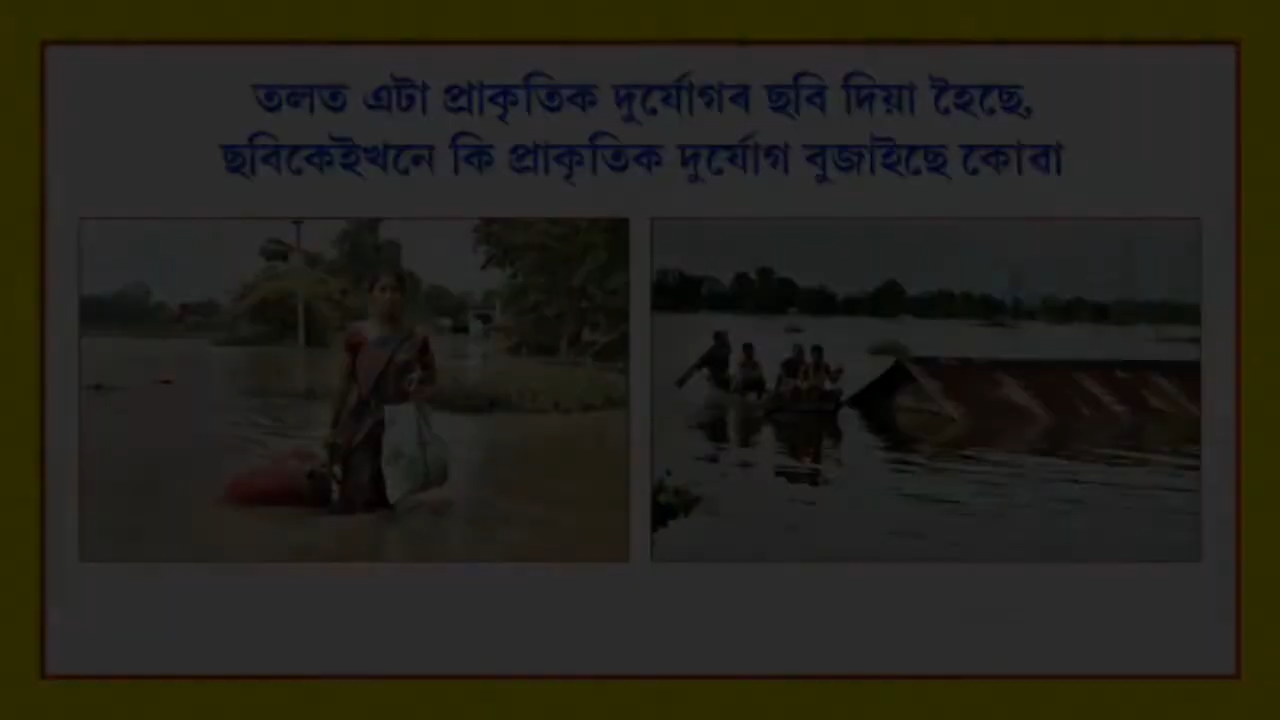 তলত এটা প্ৰাকৃতিক দুৰ্যোগৰ ছবি দিয়া হৈছে,
ছবিকেইখনে কি প্ৰাকৃতিক দুৰ্যোগ বুজাইছে কোৱা